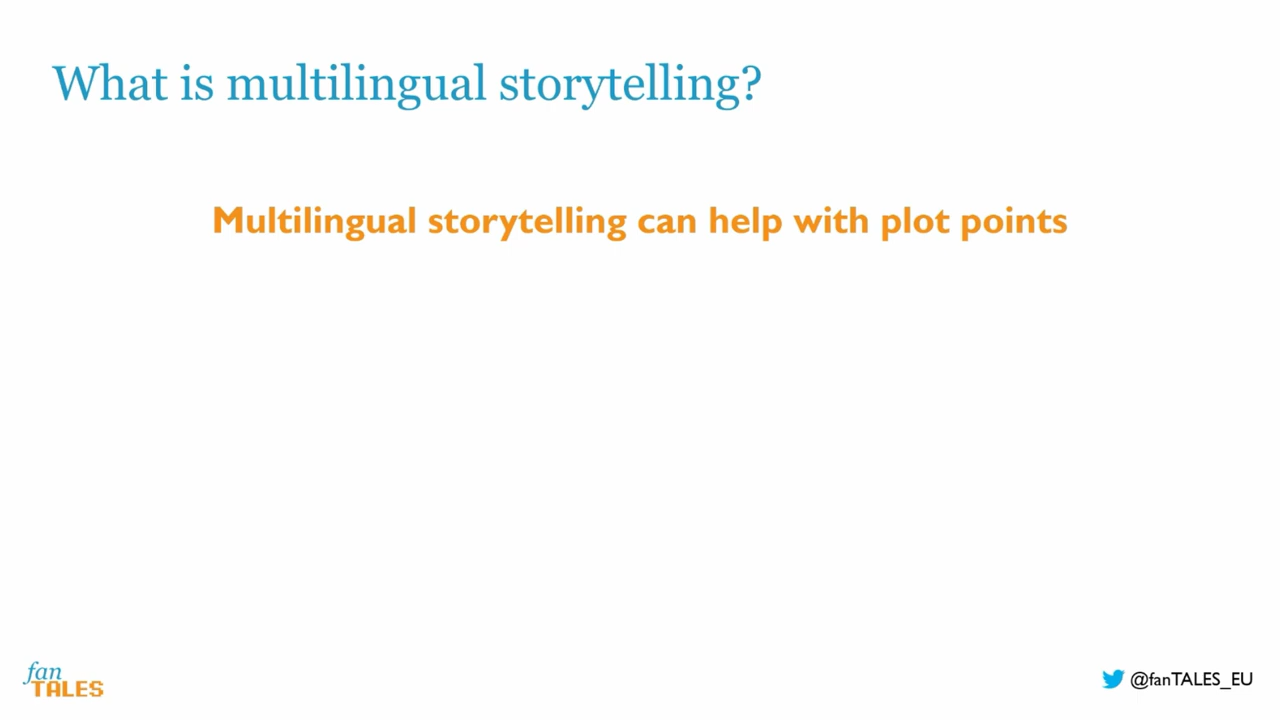 What is multilingual storytelling?
Multilingual storytelling can help with plot points
fan
TALES
@fanTALES_EU